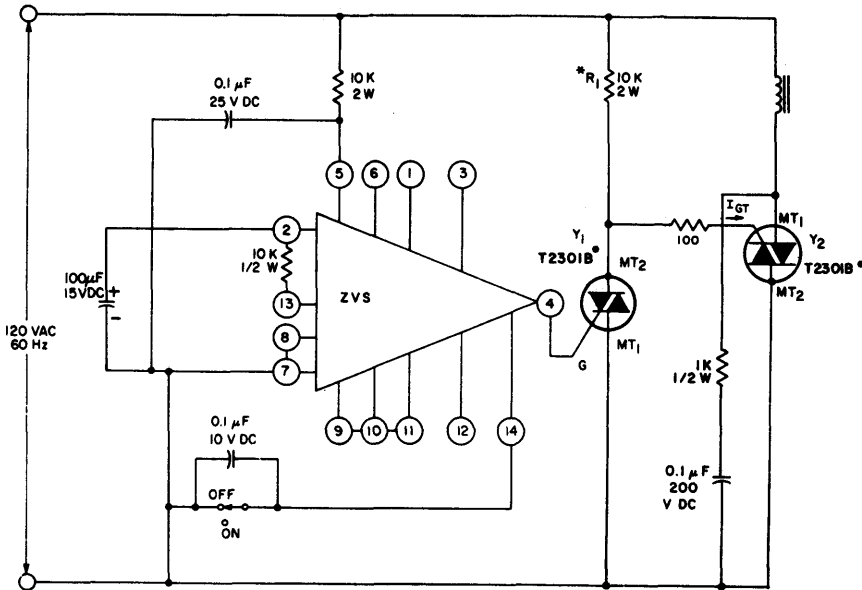 0.1 μF
25 V DC
10 K
2 W
*R1
10 K
2 W
5
6
1
3
2
10 K
1/2 W
13
8
7
ZVS
4
100μF
15VDC
+
-
120 VAC
60 Hz
9
10
11
12
14
0.1 μF
10 V DC
OFF
ON
Y1
T2301B•
MT2
MT1
G
100
IGT
MT1
Y2
T2301B•
MT2
1K
1/2 W
0.1 μF
200
V DC